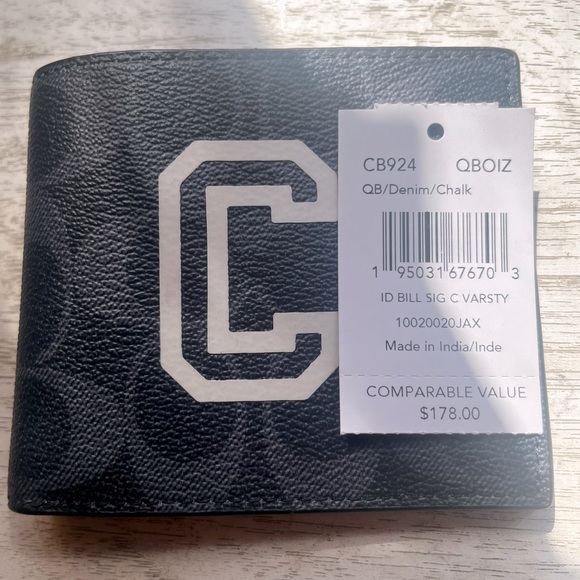 C
CB924 QBOIZ
QB/Denim/Chalk
1 95031 67670 3
ID BILL SIG C VARSTY
10020020JAX
Made in India/Inde
COMPARABLE VALUE
$178.00